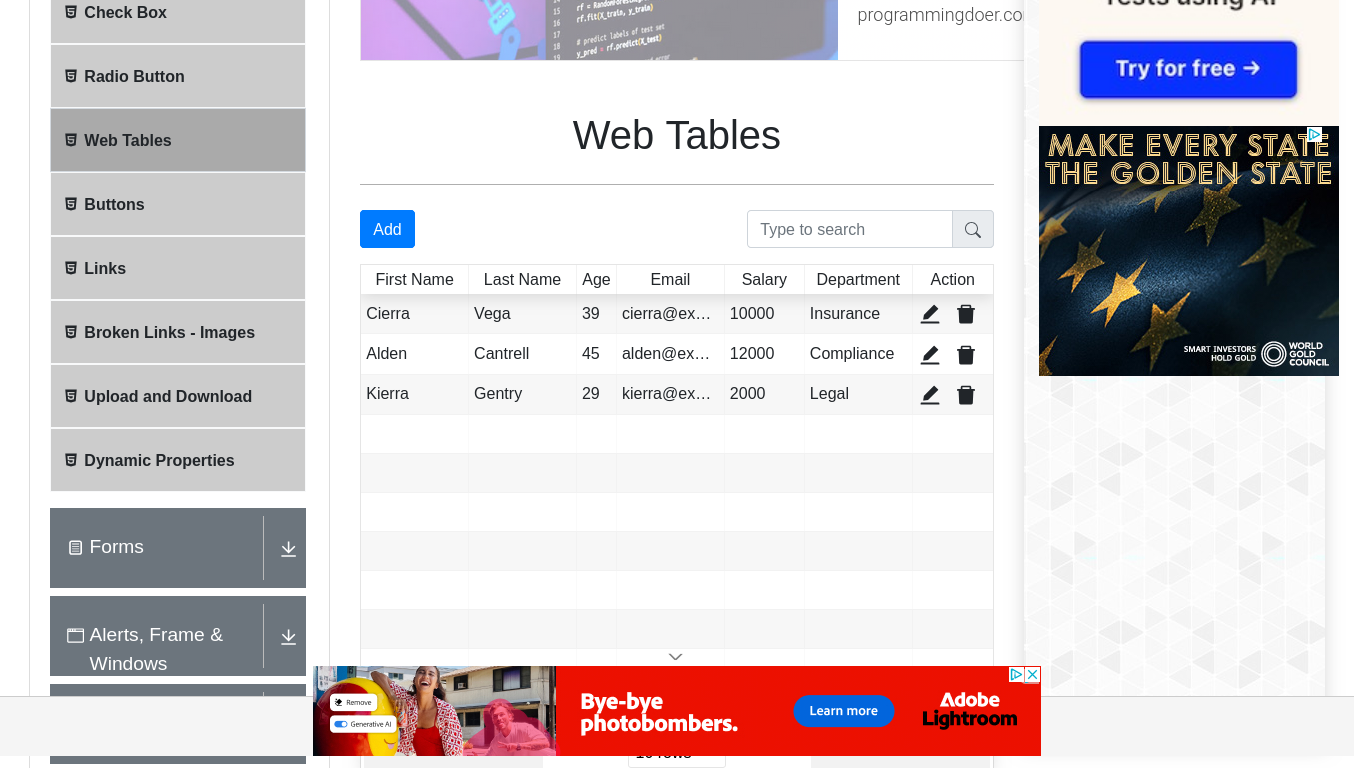 Check Box
Radio Button
Web Tables
Buttons
Links
Broken Links - Images
Upload and Download
Dynamic Properties
Forms
Alerts, Frame &
Windows
15 rf.fit(X_train, y_train)
16
17
# predict labels of test set
18 y_pred = rf.predict(X_test)
programmingdoer.co
Web Tables
Add
Type to search
First Name Last Name Age Email Salary Department Action
Cierra Vega 39 cierra@ex… 10000 Insurance
Alden Cantrell 45 alden@ex… 12000 Compliance
Kierra Gentry 29 kierra@ex… 2000 Legal
Try for free →
MAKE EVERY STATE
THE GOLDEN STATE
SMART INVESTORS
HOLD GOLD
WORLD
GOLD
COUNCIL
Remove
Generative AI
Bye-bye
photobombers.
Learn more
Adobe
Lightroom